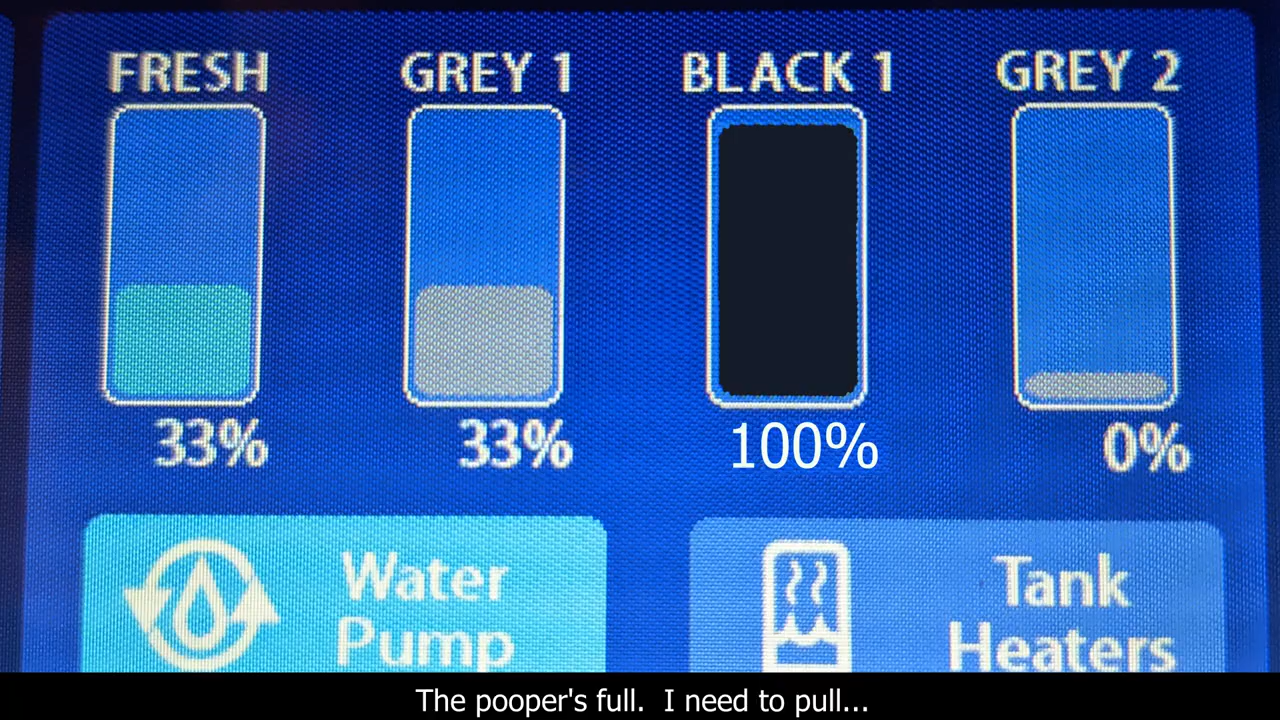 FRESH GREY 1 BLACK 1 GREY 2
33% 33% 100% 0%
Water
Pump
Tank
Heaters
The pooper's full.  I need to pull...